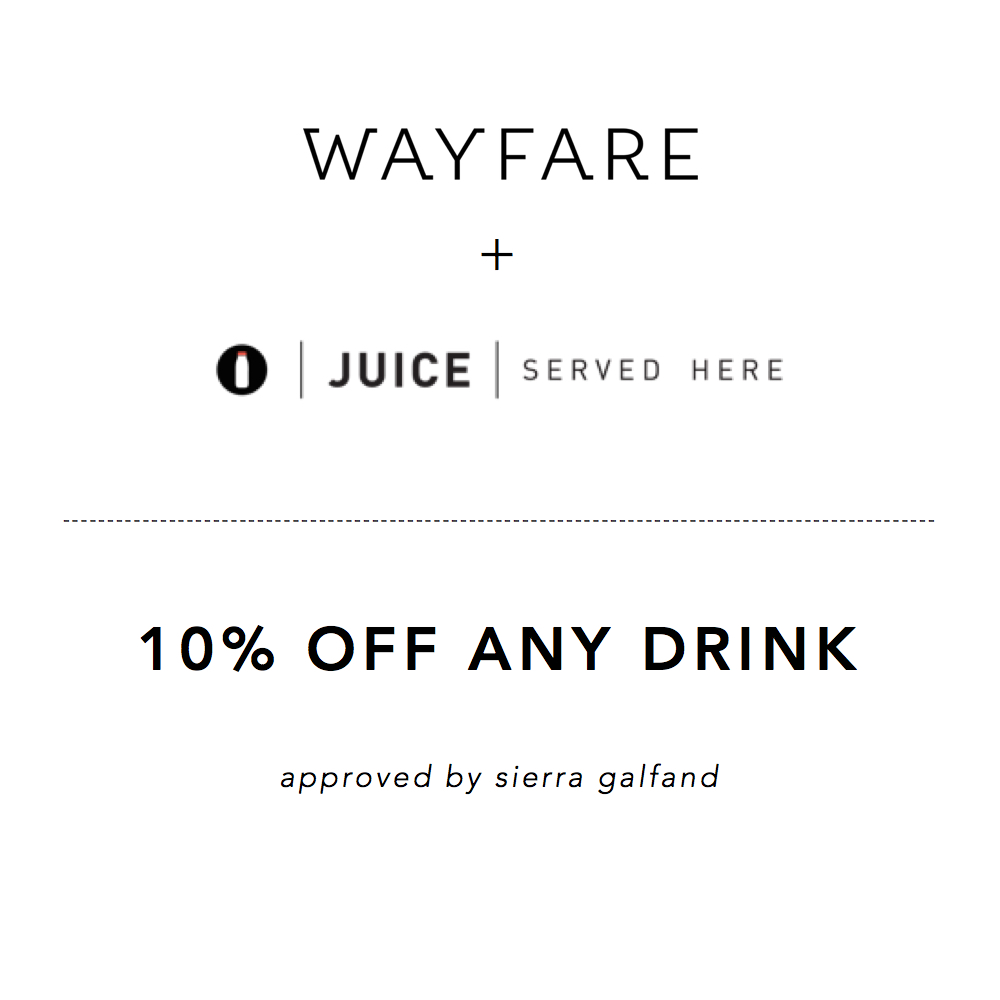 WAYFARE
+
JUICE | SERVED HERE
10% OFF ANY DRINK
approved by sierra galfand